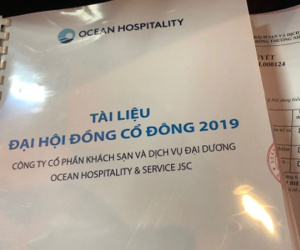 OCEAN HOSPITALITY
TÀI LIỆU
ĐẠI HỘI ĐỒNG CỔ ĐÔNG 2019
CÔNG TY CỔ PHẦN KHÁCH SẠN VÀ DỊCH VỤ ĐẠI DƯƠNG
OCEAN HOSPITALITY & SERVICE JSC